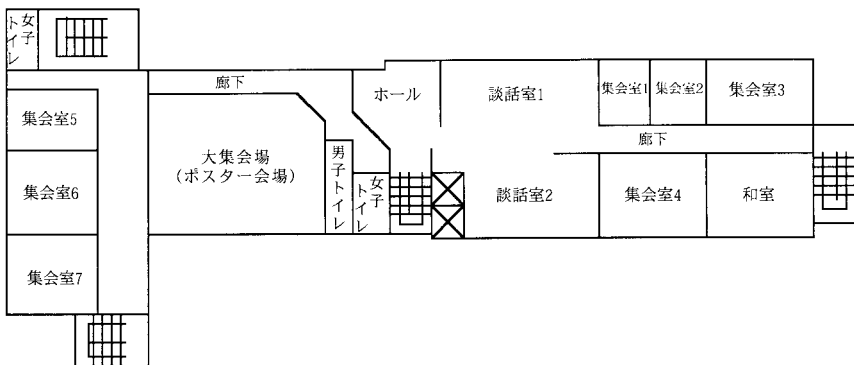 女子トイレ
廊下
ホール
談話室1
集会室1
集会室2
集会室3
集会室5
大集会場
(ポスター会場)
男子トイレ
女子トイレ
廊下
集会室6
談話室2
集会室4
和室
集会室7